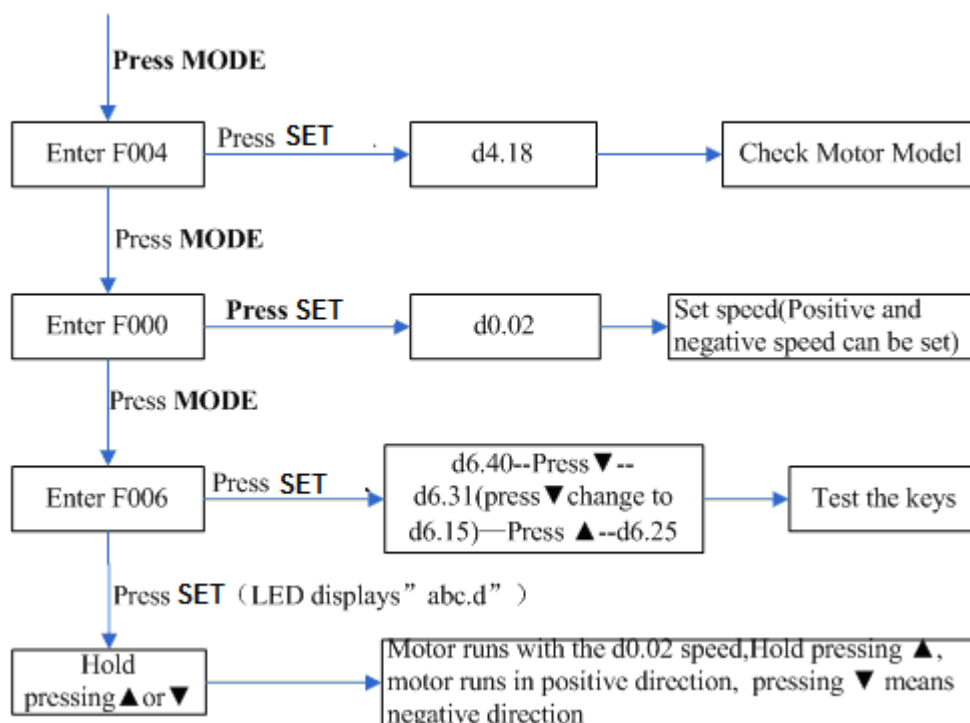 Press MODE
Enter F004
Press SET
d4.18
Check Motor Model
Press MODE
Enter F000
Press SET
d0.02
Set speed(Positive and
negative speed can be set)
Press MODE
Enter F006
Press SET
d6.40--Press▼--
d6.31(press▼change to
d6.15)—Press ▲--d6.25
Test the keys
Press SET（LED displays” abc.d”）
Hold
pressing▲or▼
Motor runs with the d0.02 speed,Hold pressing ▲,
motor runs in positive direction, pressing ▼ means
negative direction